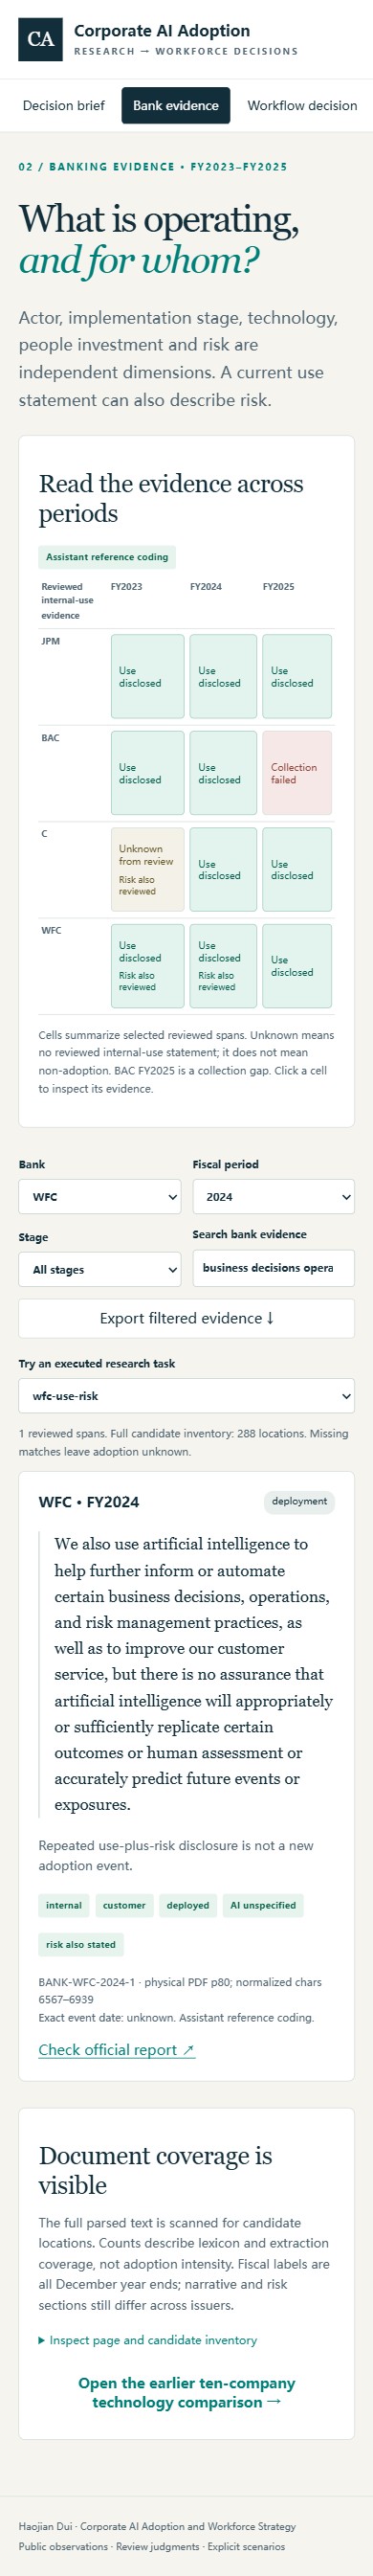 CA
Corporate AI Adoption
RESEARCH → WORKFORCE DECISIONS
Decision brief
Bank evidence
Workflow decision
02 / BANKING EVIDENCE • FY2023–FY2025
What is operating,
and for whom?
Actor, implementation stage, technology,
people investment and risk are
independent dimensions. A current use
statement can also describe risk.
Read the evidence across
periods
Assistant reference coding
Reviewed
internal-use
evidence
FY2023
FY2024
FY2025
JPM
Use
disclosed
Use
disclosed
Use
disclosed
BAC
Use
disclosed
Use
disclosed
Collection
failed
C
Unknown
from review
Risk also
reviewed
Use
disclosed
Use
disclosed
WFC
Use
disclosed
Risk also
reviewed
Use
disclosed
Risk also
reviewed
Use
disclosed
Cells summarize selected reviewed spans. Unknown means
no reviewed internal-use statement; it does not mean
non-adoption. BAC FY2025 is a collection gap. Click a cell
to inspect its evidence.
Bank
Fiscal period
WFC
2024
Stage
Search bank evidence
All stages
business decisions opera
Export filtered evidence ↓
Try an executed research task
wfc-use-risk
1 reviewed spans. Full candidate inventory: 288 locations. Missing
matches leave adoption unknown.
WFC • FY2024
deployment
We also use artificial intelligence to
help further inform or automate
certain business decisions, operations,
and risk management practices, as
well as to improve our customer
service, but there is no assurance that
artificial intelligence will appropriately
or sufficiently replicate certain
outcomes or human assessment or
accurately predict future events or
exposures.
Repeated use-plus-risk disclosure is not a new
adoption event.
internal
customer
deployed
AI unspecified
risk also stated
BANK-WFC-2024-1 · physical PDF p80; normalized chars
6567–6939
Exact event date: unknown. Assistant reference coding.
Check official report ↗
Document coverage is
visible
The full parsed text is scanned for candidate
locations. Counts describe lexicon and extraction
coverage, not adoption intensity. Fiscal labels are
all December year ends; narrative and risk
sections still differ across issuers.
▶ Inspect page and candidate inventory
Open the earlier ten-company
technology comparison →
Haojian Dui · Corporate AI Adoption and Workforce Strategy
Public observations · Review judgments · Explicit scenarios